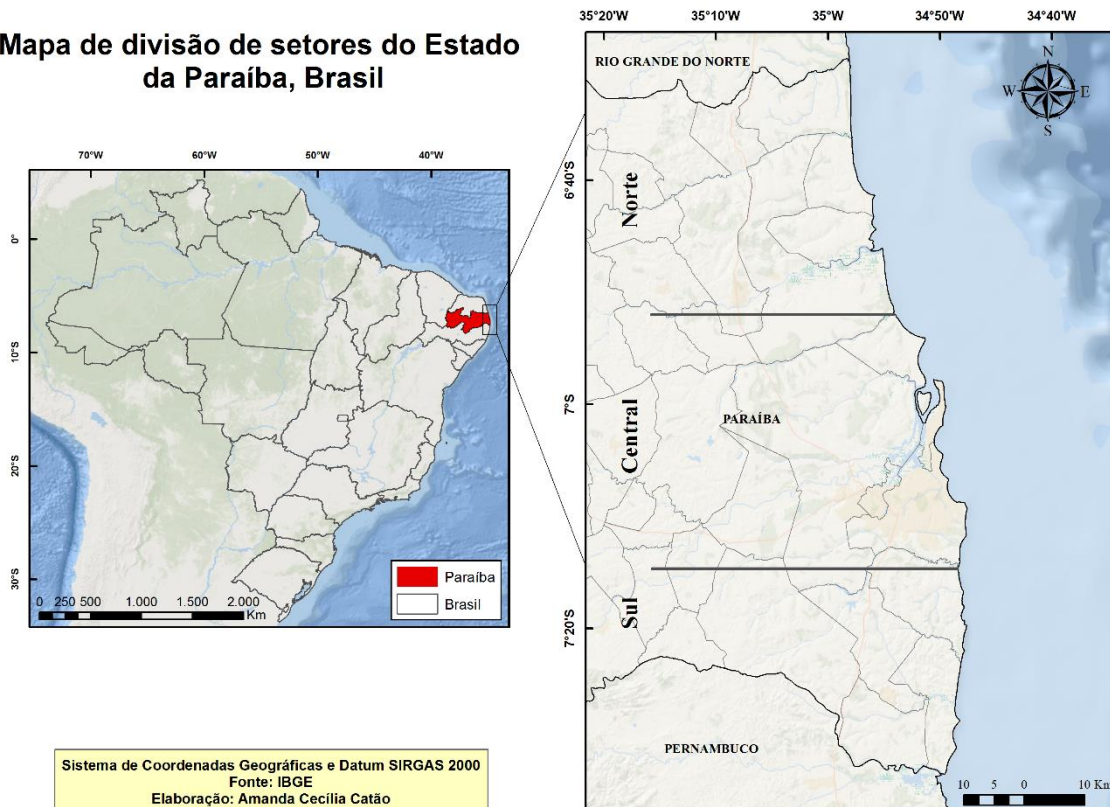 Mapa de divisão de setores do Estado
da Paraíba, Brasil
70°W 60°W 50°W 40°W
0°
10°S
20°S
30°S
Paraíba
Brasil
0 250 500 1.000 1.500 2.000
Km
Sistema de Coordenadas Geográficas e Datum SIRGAS 2000
Fonte: IBGE
Elaboração: Amanda Cecília Catão
35°20'W 35°10'W 35°W 34°50'W 34°40'W
RIO GRANDE DO NORTE
N
W E
S
6°40'S
Norte
7°S
Central
PARAÍBA
7°20'S
Sul
PERNAMBUCO
10 5 0 10 Km